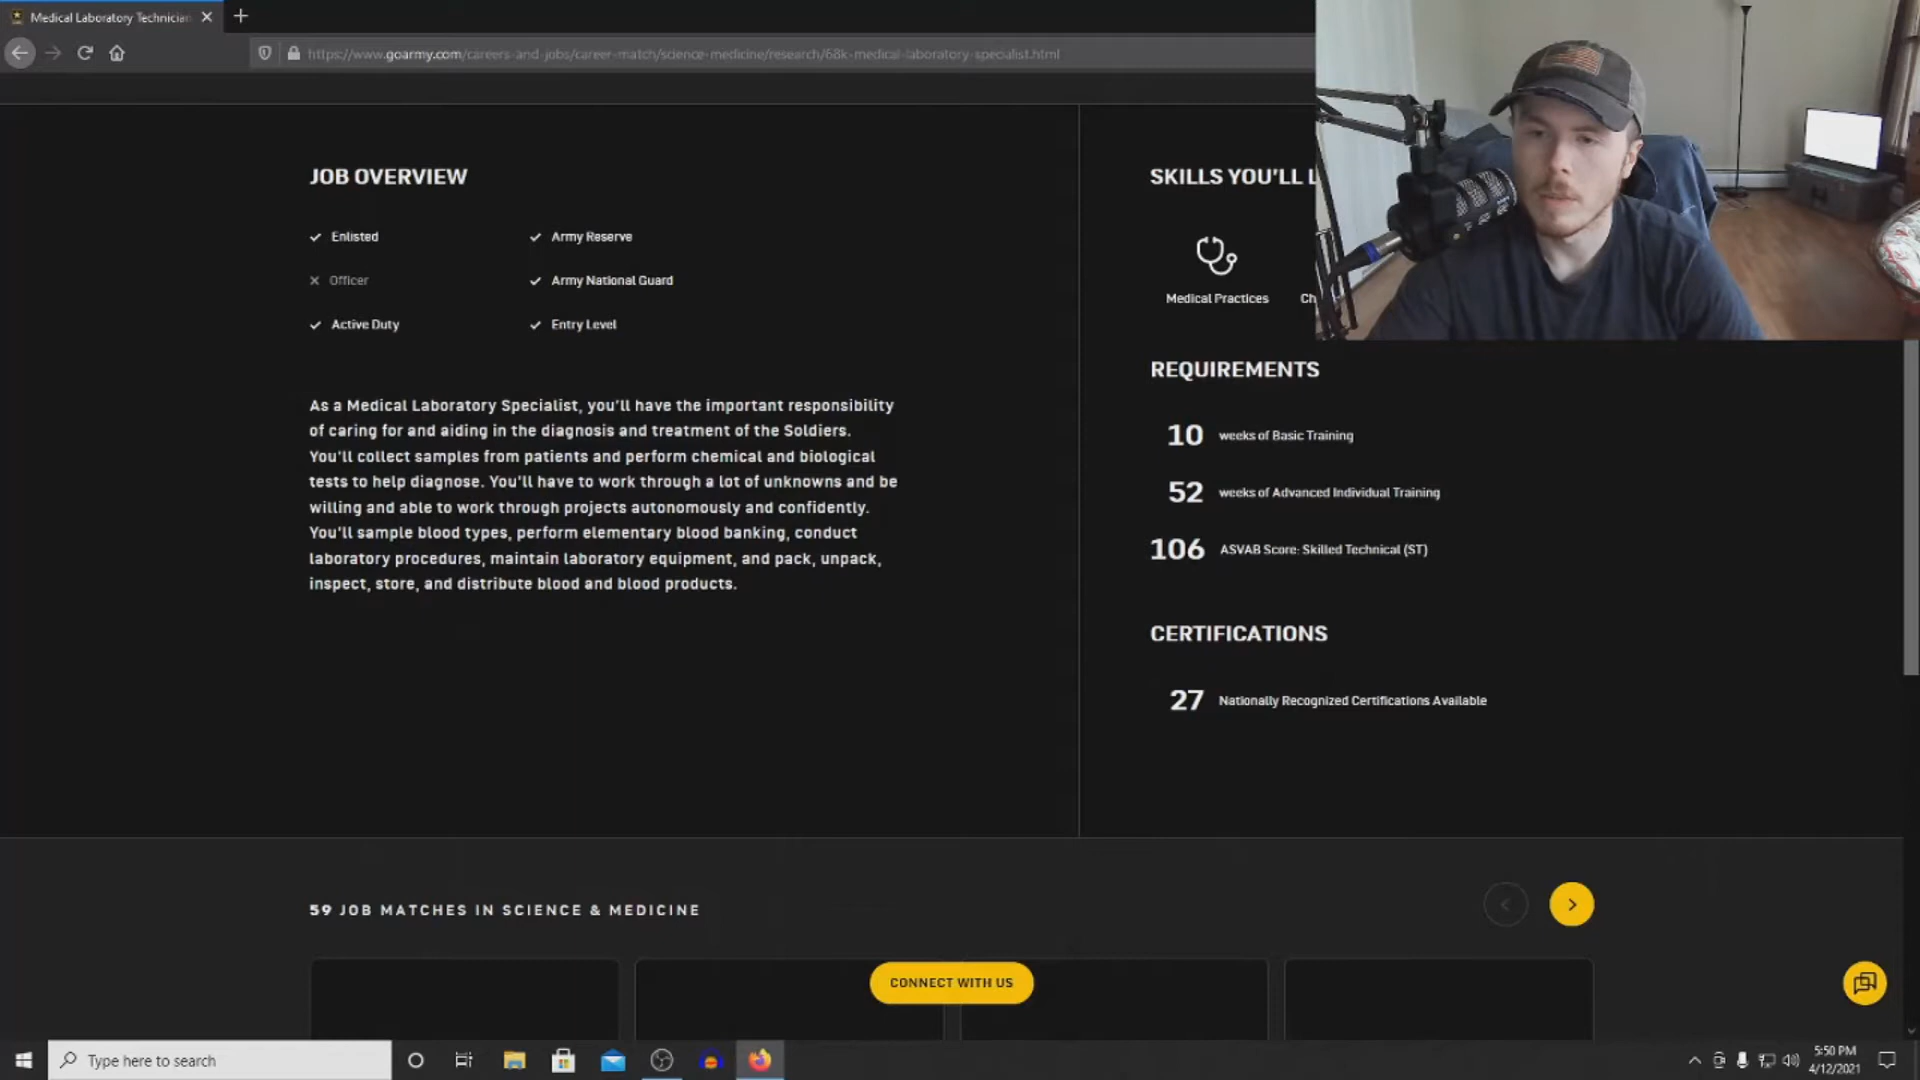 Medical Laboratory Technician
https://www.goarmy.com/careers-and-jobs/career-match/science-medicine/research/68k-medical-laboratory-specialist.html
JOB OVERVIEW
Enlisted
Army Reserve
Officer
Army National Guard
Active Duty
Entry Level
As a Medical Laboratory Specialist, you'll have the important responsibility
of caring for and aiding in the diagnosis and treatment of the Soldiers.
You'll collect samples from patients and perform chemical and biological
tests to help diagnose. You'll have to work through a lot of unknowns and be
willing and able to work through projects autonomously and confidently.
You'll sample blood types, perform elementary blood banking, conduct
laboratory procedures, maintain laboratory equipment, and pack, unpack,
inspect, store, and distribute blood and blood products.
SKILLS YOU'LL L
Medical Practices
Ch
REQUIREMENTS
10 weeks of Basic Training
52 weeks of Advanced Individual Training
106 ASVAB Score: Skilled Technical (ST)
CERTIFICATIONS
27 Nationally Recognized Certifications Available
59 JOB MATCHES IN SCIENCE & MEDICINE
CONNECT WITH US
Type here to search
5:50 PM
4/12/2021